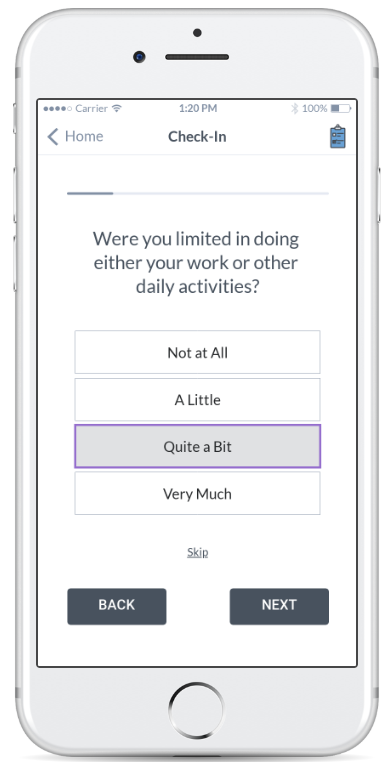 Carrier 1:20 PM 100%
Home Check-In
Were you limited in doing
either your work or other
daily activities?
Not at All
A Little
Quite a Bit
Very Much
Skip
BACK NEXT